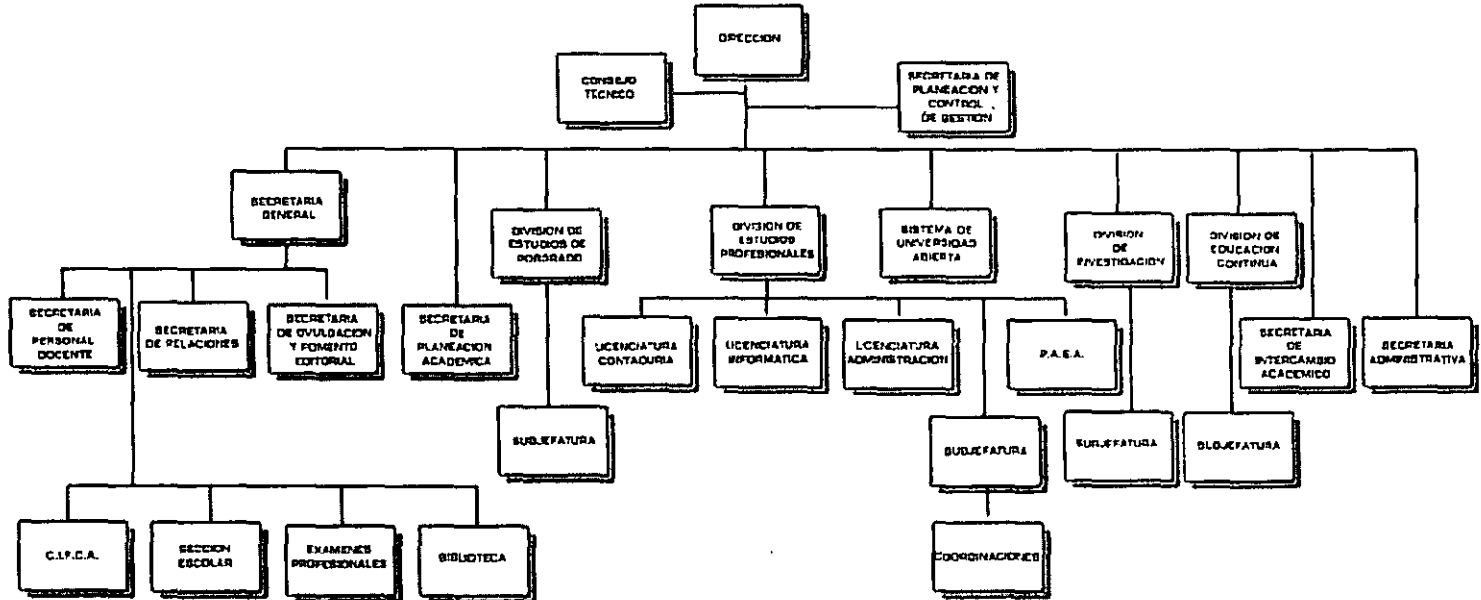 DIRECCION
CONSEJO
TECNICO
SECRETARIA DE
PLANEACION Y
CONTROL
DE GESTION
SECRETARIA
GENERAL
DIVISION DE
ESTUDIOS DE
POSGRADO
DIVISION DE
ESTUDIOS
PROFESIONALES
SISTEMA DE
UNIVERSIDAD
ABIERTA
DIVISION
DE
INVESTIGACION
DIVISION DE
EDUCACION
CONTINUA
SECRETARIA
DE
PERSONAL
DOCENTE
SECRETARIA
DE RELACIONES
SECRETARIA
DE DIVULGACION
Y FOMENTO
EDITORIAL
SECRETARIA
DE
PLANEACION
ACADEMICA
LICENCIATURA
CONTADURIA
LICENCIATURA
INFORMATICA
LICENCIATURA
ADMINISTRACION
P.A.E.A.
SECRETARIA
DE
INTERCAMBIO
ACADEMICO
SECRETARIA
ADMINISTRATIVA
SUBJEFATURA
SUBJEFATURA
SUBJEFATURA
SUBJEFATURA
C.I.F.C.A.
SECCION
ESCOLAR
EXAMENES
PROFESIONALES
BIBLIOTECA
COORDINACIONES